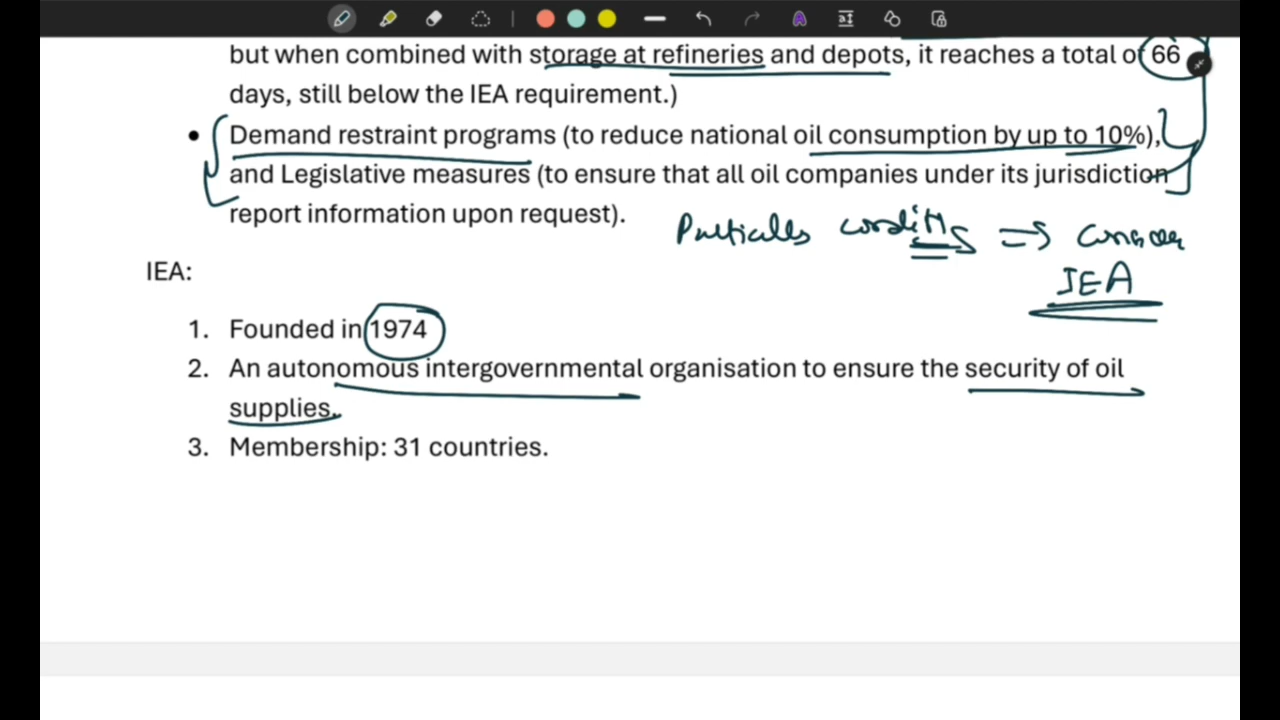 but when combined with storage at refineries and depots, it reaches a total of 66
days, still below the IEA requirement.)
• Demand restraint programs (to reduce national oil consumption by up to 10%),
and Legislative measures (to ensure that all oil companies under its jurisdiction
report information upon request).
IEA
IEA:
1. Founded in 1974
2. An autonomous intergovernmental organisation to ensure the security of oil
supplies.
3. Membership: 31 countries.